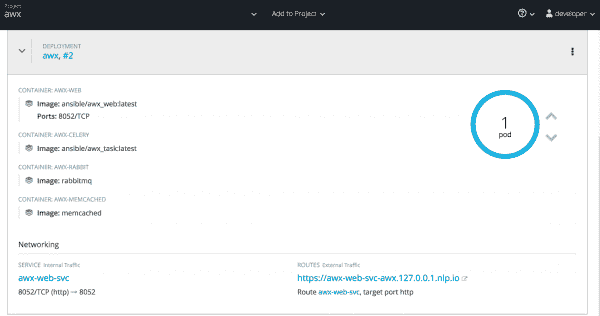 Project
awx
Add to Project
developer
DEPLOYMENT
awx, #2
CONTAINER: AWX-WEB
Image: ansible/awx_web:latest
Ports: 8052/TCP
CONTAINER: AWX-CELERY
Image: ansible/awx_task:latest
CONTAINER: AWX-RABBIT
Image: rabbitmq
CONTAINER: AWX-MEMCACHED
Image: memcached
1
pod
Networking
SERVICE Internal Traffic
awx-web-svc
8052/TCP (http) → 8052
ROUTES External Traffic
https://awx-web-svc-awx.127.0.0.1.nip.io
Route awx-web-svc, target port http